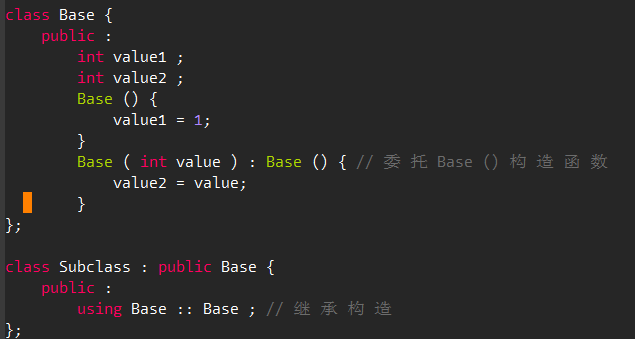 class Base {
    public :
        int value1 ;
        int value2 ;
        Base () {
            value1 = 1;
        }
        Base ( int value ) : Base () { // 委 托 Base () 构 造 函 数
            value2 = value;
        }
};

class Subclass : public Base {
    public :
        using Base :: Base ; // 继 承 构 造
};